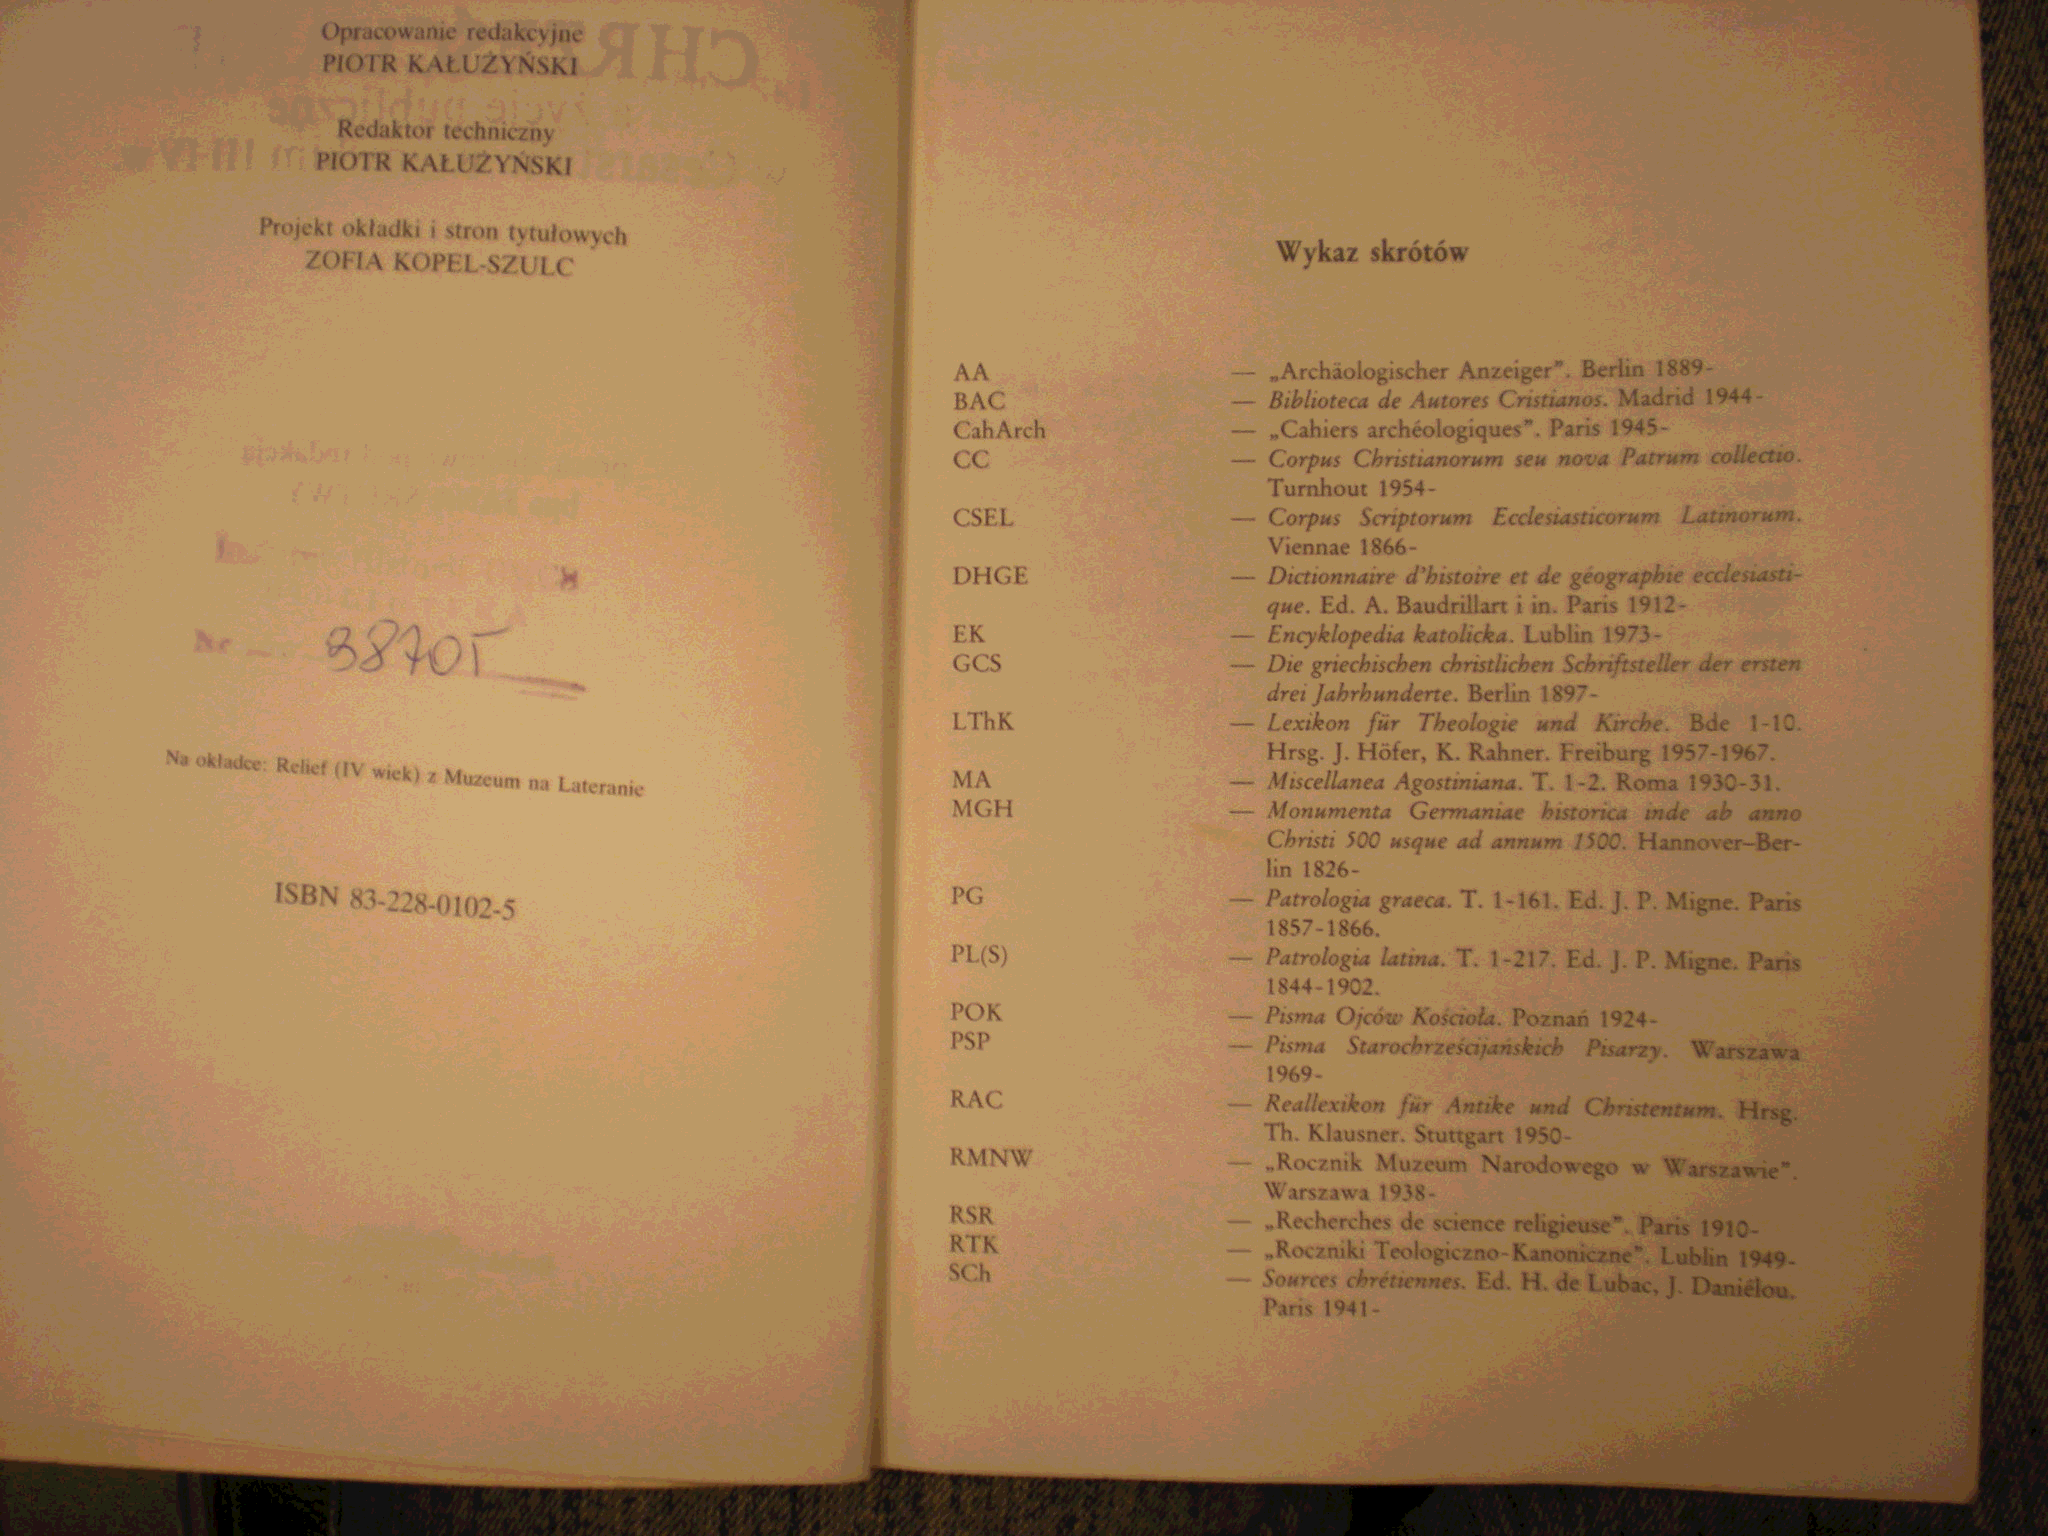 Opracowanie redakcyjne
PIOTR KAŁUŻYŃSKI
Redaktor techniczny
PIOTR KAŁUŻYŃSKI
Projekt okładki i stron tytułowych
ZOFIA KOPEL-SZULC
Nr
Na okładce: Relief (IV wiek) z Muzeum na Lateranie
ISBN 83-228-0102-5
Wykaz skrótów
AA — „Archäologischer Anzeiger”. Berlin 1889-
BAC — Biblioteca de Autores Cristianos. Madrid 1944-
CahArch — „Cahiers archéologiques”. Paris 1945-
CC — Corpus Christianorum seu nova Patrum collectio.
Turnhout 1954-
CSEL — Corpus Scriptorum Ecclesiasticorum Latinorum.
Viennae 1866-
DHGE — Dictionnaire d'histoire et de géographie ecclesiasti-
que. Ed. A. Baudrillart i in. Paris 1912-
EK — Encyklopedia katolicka. Lublin 1973-
GCS — Die griechischen christlichen Schriftsteller der ersten
drei Jahrhunderte. Berlin 1897-
LThK — Lexikon für Theologie und Kirche. Bde 1-10.
Hrsg. J. Höfer, K. Rahner. Freiburg 1957-1967.
MA — Miscellanea Agostiniana. T. 1-2. Roma 1930-31.
MGH — Monumenta Germaniae historica inde ab anno
Christi 500 usque ad annum 1500. Hannover–Ber-
lin 1826-
PG — Patrologia graeca. T. 1-161. Ed. J. P. Migne. Paris
1857-1866.
PL(S) — Patrologia latina. T. 1-217. Ed. J. P. Migne. Paris
1844-1902.
POK — Pisma Ojców Kościoła. Poznań 1924-
PSP — Pisma Starochrześcijańskich Pisarzy. Warszawa
1969-
RAC — Reallexikon für Antike und Christentum. Hrsg.
Th. Klausner. Stuttgart 1950-
RMNW — „Rocznik Muzeum Narodowego w Warszawie”.
Warszawa 1938-
RSR — „Recherches de science religieuse”. Paris 1910-
RTK — „Roczniki Teologiczno-Kanoniczne”. Lublin 1949-
SCh — Sources chrétiennes. Ed. H. de Lubac, J. Daniélou.
Paris 1941-